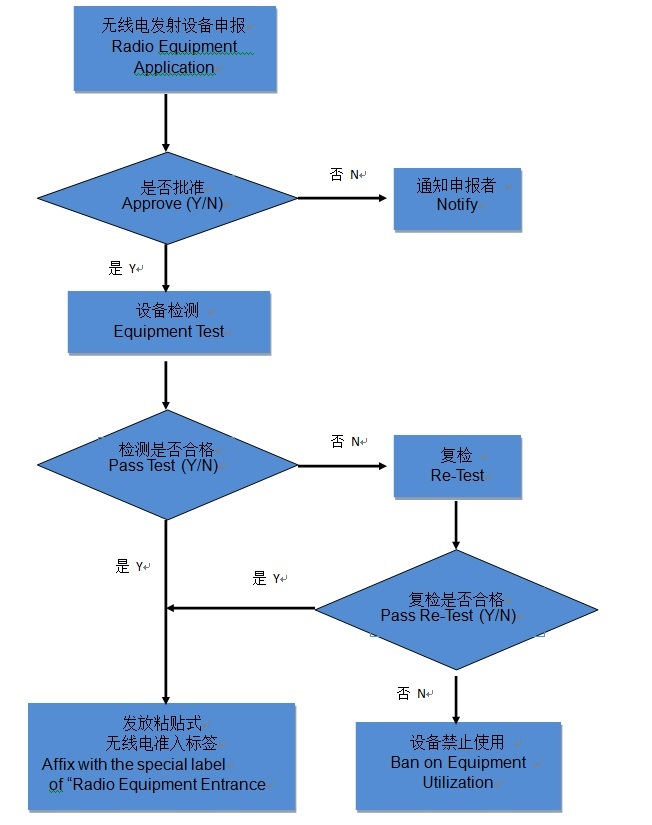 无线电发射设备申报
Radio Equipment
Application
是否批准
Approve (Y/N)
否 N
通知申报者
Notify
是 Y
设备检测
Equipment Test
检测是否合格
Pass Test (Y/N)
否 N
复检
Re-Test
是 Y
是 Y
复检是否合格
Pass Re-Test (Y/N)
否 N
发放粘贴式
无线电准入标签
Affix with the special label
of “Radio Equipment Entrance
设备禁止使用
Ban on Equipment
Utilization